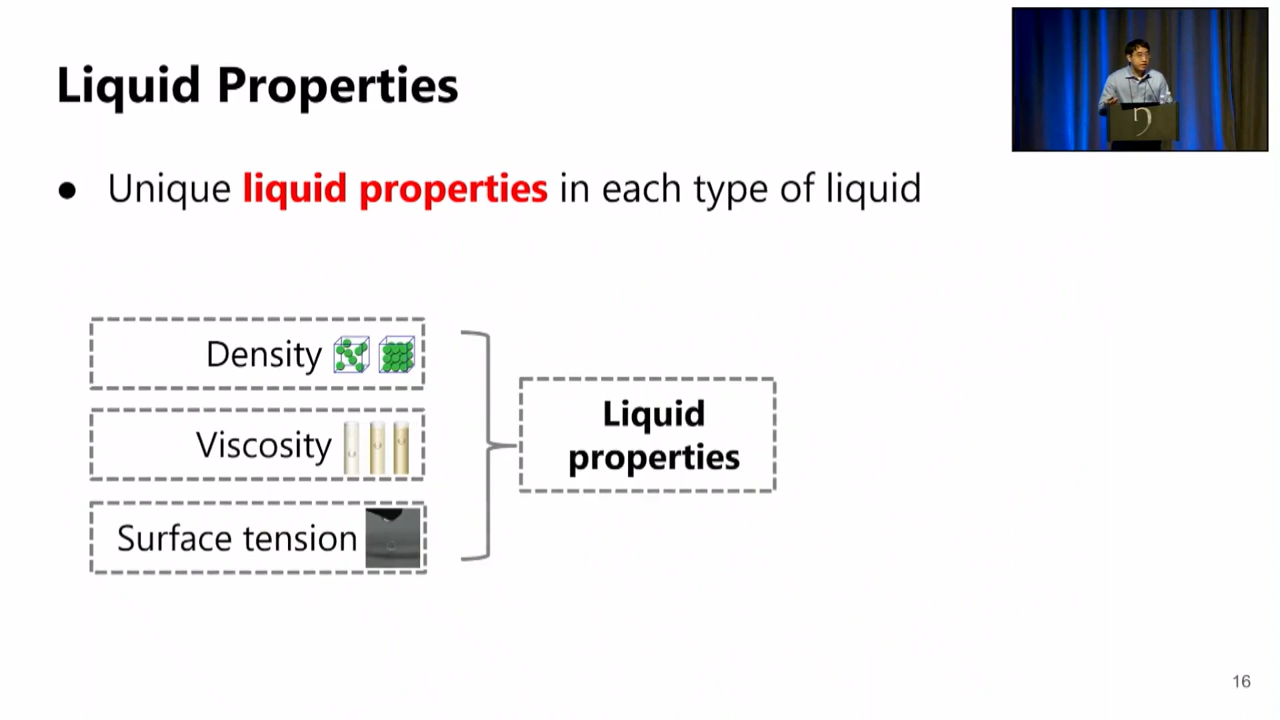 Liquid Properties
● Unique liquid properties in each type of liquid
Density
Viscosity
Surface tension
Liquid
properties
16